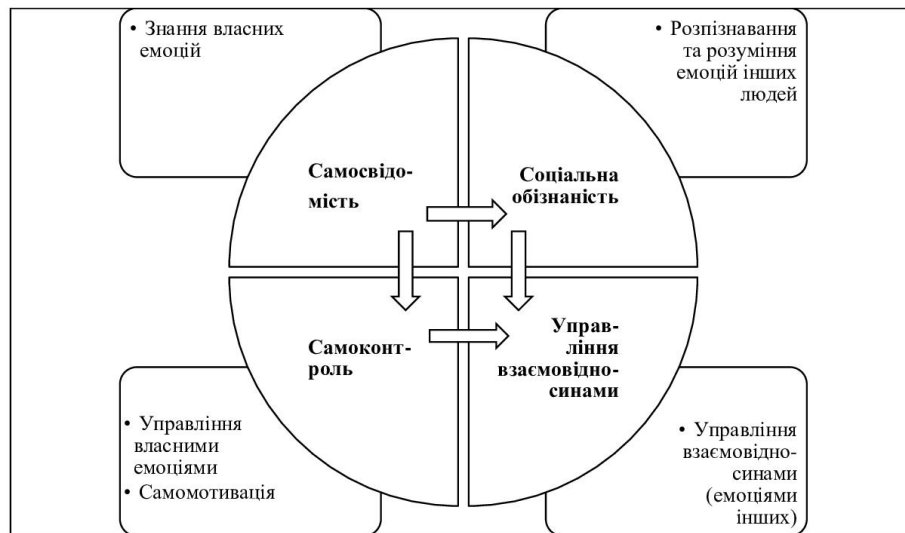 • Знання власних
емоцій
• Розпізнавання
та розуміння
емоцій інших
людей
Самосвідо-
мість
Соціальна
обізнаність
Самоконт-
роль
Управ-
ління
взаємовідно-
синами
• Управління
власними
емоціями
• Самомотивація
• Управління
взаємовідно-
синами
(емоціями
інших)